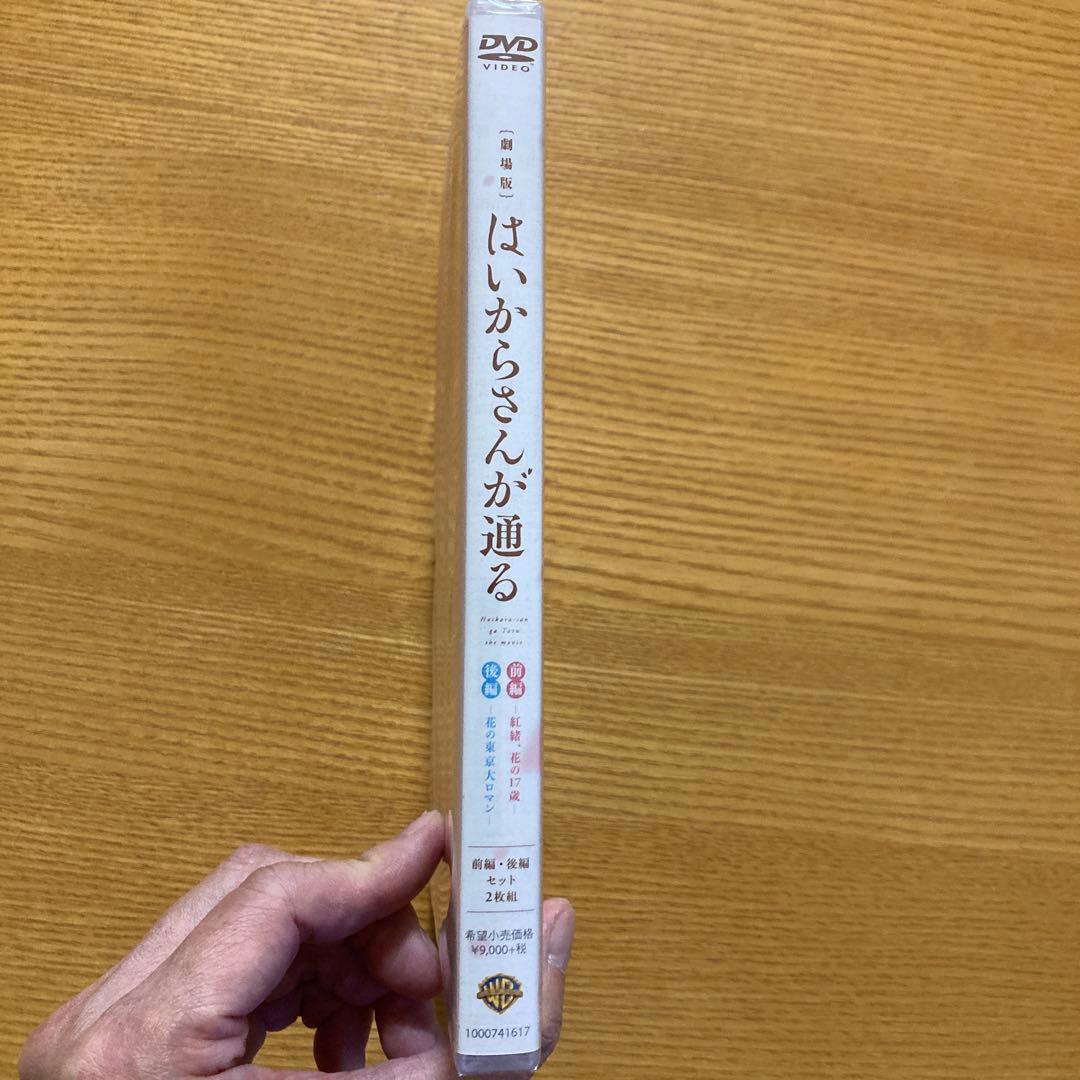 DVD
VIDEO
[劇場版]
はいからさんが通る
Haikara-san
ga Toru
the movie
前編
―紅緒、花の17歳―
後編
―花の東京大ロマン―
前編・後編
セット
2枚組
希望小売価格
¥9,000+税
WB
1000741617